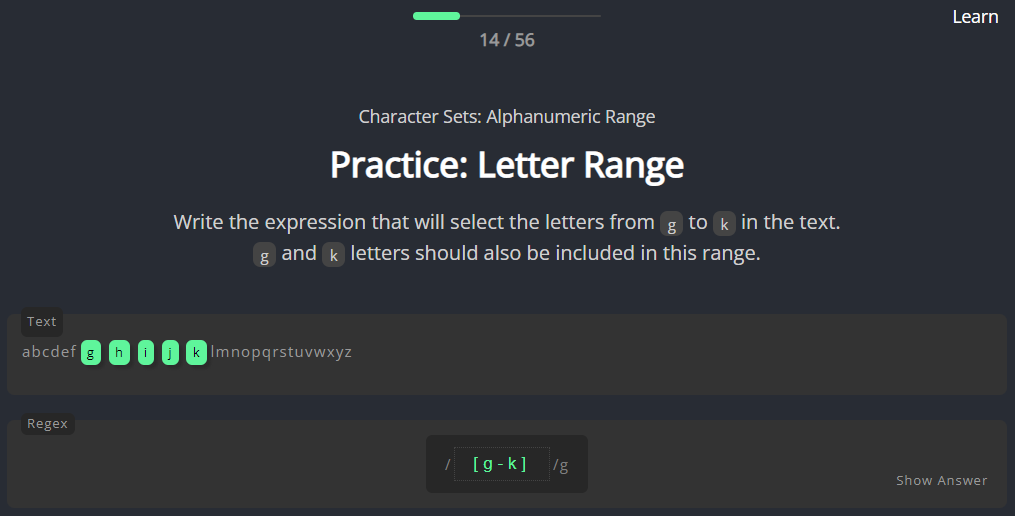 Learn
14 / 56
Character Sets: Alphanumeric Range
Practice: Letter Range
Write the expression that will select the letters from g to k in the text.
g and k letters should also be included in this range.
Text
abcdef g h i j k lmnopqrstuvwxyz
Regex
/ [g-k] /g
Show Answer